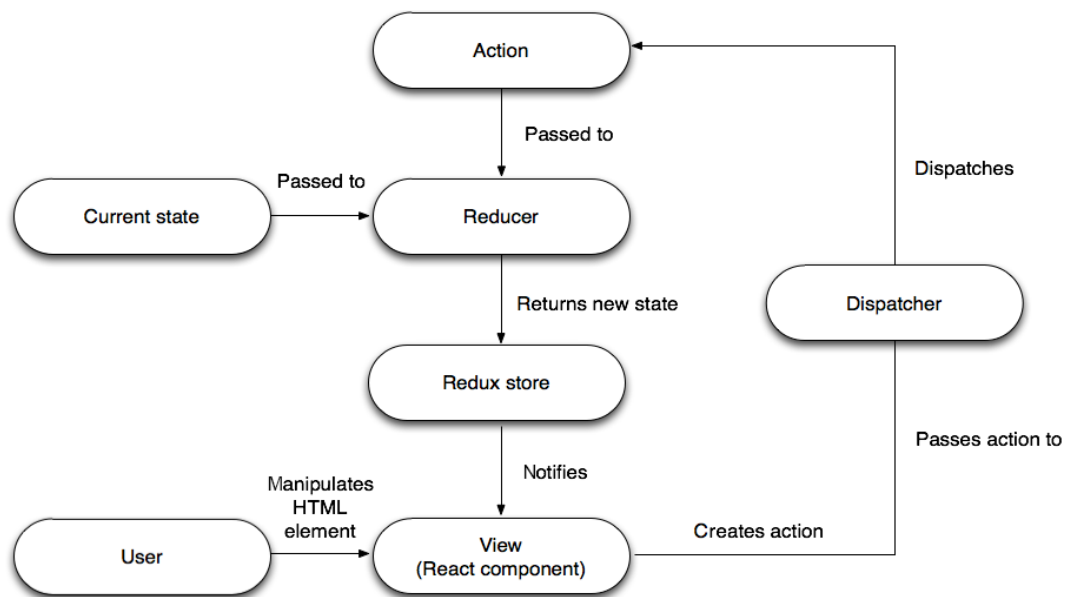 Action
Passed to
Dispatches
Passed to
Current state
Reducer
Returns new state
Dispatcher
Redux store
Passes action to
Notifies
Manipulates
HTML
element
User
View
(React component)
Creates action